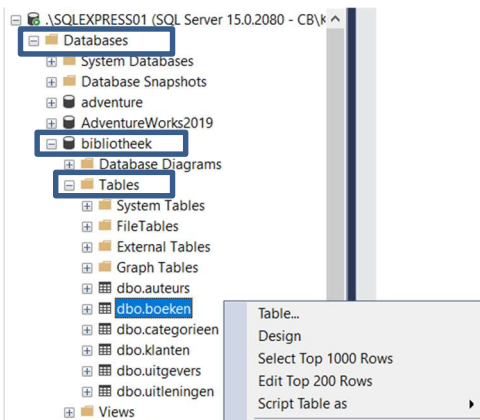 .\SQLEXPRESS01 (SQL Server 15.0.2080 - CB\K
Databases
System Databases
Database Snapshots
adventure
AdventureWorks2019
bibliotheek
Database Diagrams
Tables
System Tables
FileTables
External Tables
Graph Tables
dbo.auteurs
dbo.boeken
dbo.categorieen
dbo.klanten
dbo.uitgevers
dbo.uitleningen
Views
Table...
Design
Select Top 1000 Rows
Edit Top 200 Rows
Script Table as